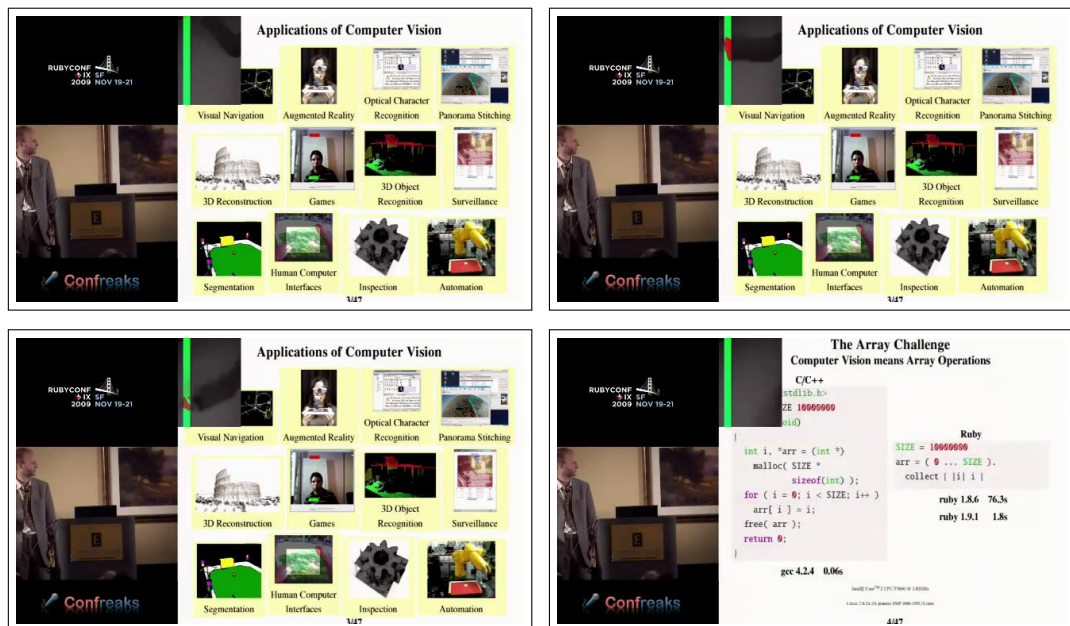 RUBYCONF
IX SF
2009 NOV 19-21
Confreaks
Applications of Computer Vision
Visual Navigation
Augmented Reality
Optical Character
Recognition
Panorama Stitching
3D Reconstruction
Games
3D Object
Recognition
Surveillance
Segmentation
Human Computer
Interfaces
Inspection
Automation
3/47
RUBYCONF
IX SF
2009 NOV 19-21
Confreaks
Applications of Computer Vision
Visual Navigation
Augmented Reality
Optical Character
Recognition
Panorama Stitching
3D Reconstruction
Games
3D Object
Recognition
Surveillance
Segmentation
Human Computer
Interfaces
Inspection
Automation
3/47
RUBYCONF
IX SF
2009 NOV 19-21
Confreaks
Applications of Computer Vision
Visual Navigation
Augmented Reality
Optical Character
Recognition
Panorama Stitching
3D Reconstruction
Games
3D Object
Recognition
Surveillance
Segmentation
Human Computer
Interfaces
Inspection
Automation
3/47
RUBYCONF
IX SF
2009 NOV 19-21
Confreaks
The Array Challenge
Computer Vision means Array Operations
C/C++
stdlib.h>
ZE 10000000
oid)
{
int i, *arr = (int *)
malloc( SIZE *
sizeof(int) );
for ( i = 0; i < SIZE; i++ )
arr[ i ] = i;
free( arr );
return 0;
}
gcc 4.2.4 0.06s
Ruby
SIZE = 10000000
arr = ( 0 ... SIZE ).
collect { |i| i }
ruby 1.8.6 76.3s
ruby 1.9.1 1.8s
4/47